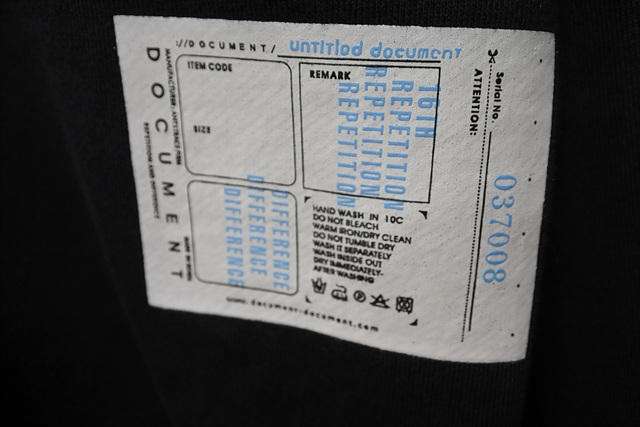 ://DOCUMENT/ untitled document
ITEM CODE
SIZE
REMARK
16TH
REPETITION
REPETITION
REPETITION
DIFFERENCE
DIFFERENCE
DIFFERENCE
HAND WASH IN 10C
DO NOT BLEACH
WARM IRON/DRY CLEAN
DO NOT TUMBLE DRY
WASH IT SEPARATELY
WASH INSIDE OUT
DRY IMMEDIATELY-
AFTER WASHING
www.document-document.com
DOCUMENT
REPETITION AND DIFFERENCE
Serial No. 037008
ATTENTION: